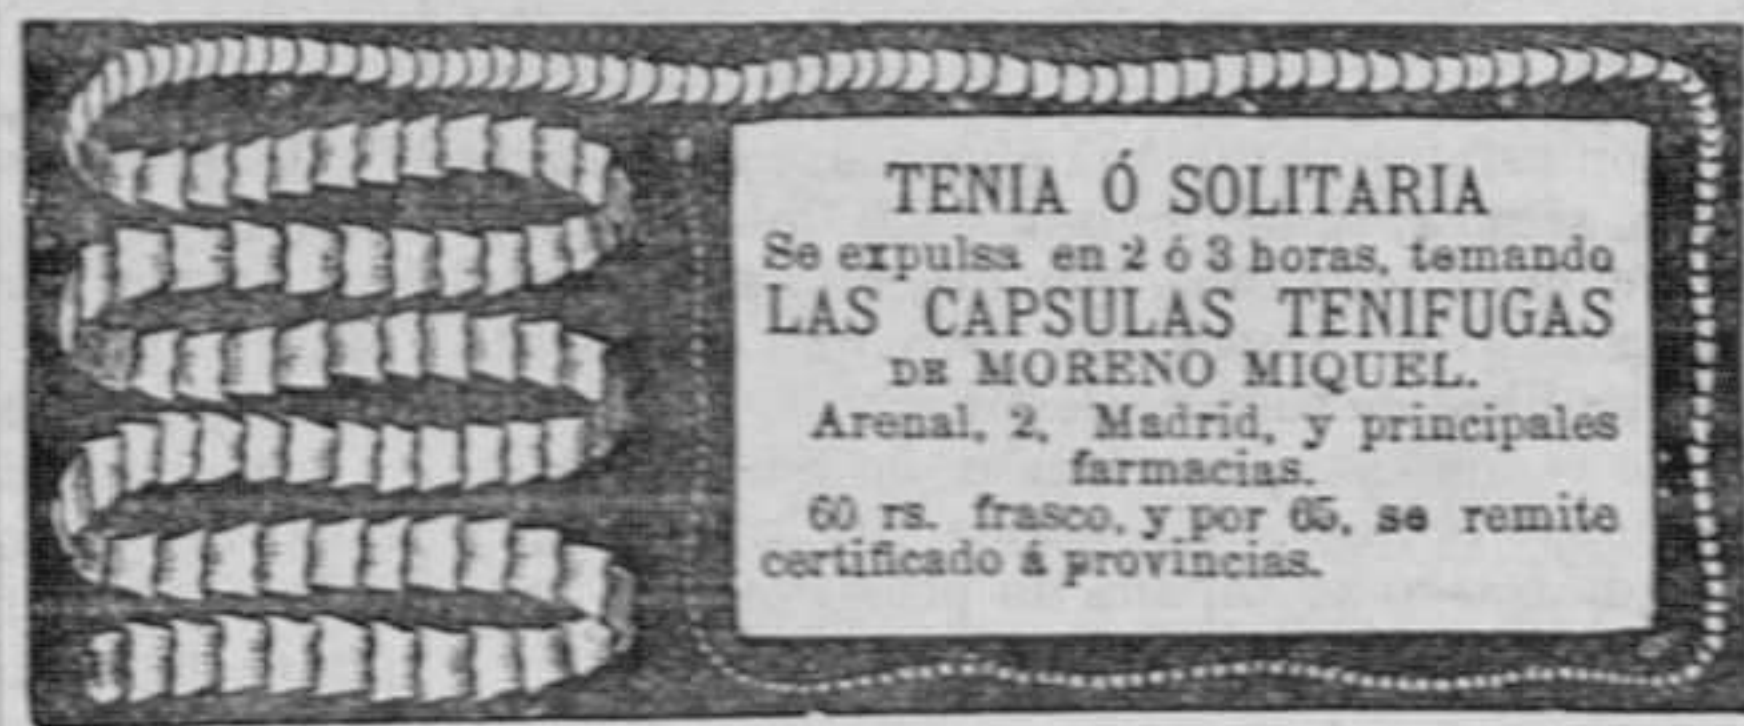 TENIA Ó SOLITARIA
Se expulsa en 2 ó 3 horas, tomando
LAS CAPSULAS TENIFUGAS
DE MORENO MIQUEL.
Arenal, 2, Madrid, y principales
farmacias.
60 rs. frasco, y por 65, se remite
certificado á provincias.